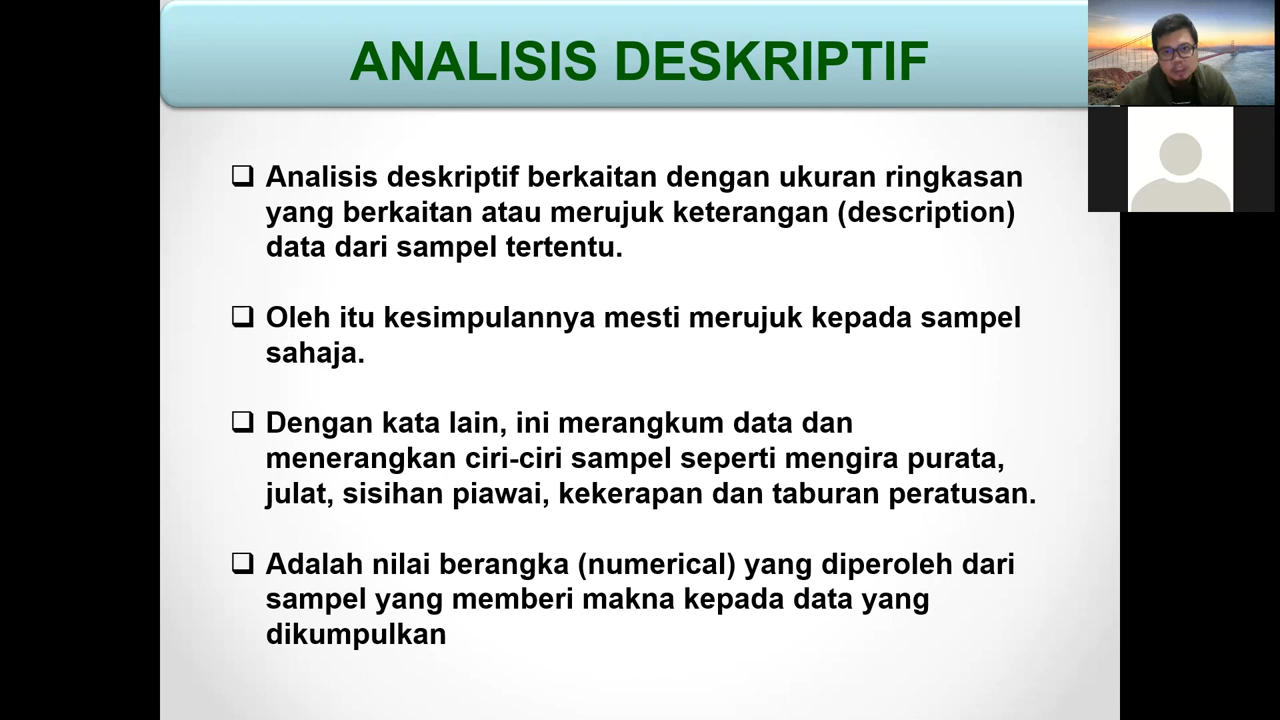 ANALISIS DESKRIPTIF
Analisis deskriptif berkaitan dengan ukuran ringkasan
yang berkaitan atau merujuk keterangan (description)
data dari sampel tertentu.
Oleh itu kesimpulannya mesti merujuk kepada sampel
sahaja.
Dengan kata lain, ini merangkum data dan
menerangkan ciri-ciri sampel seperti mengira purata,
julat, sisihan piawai, kekerapan dan taburan peratusan.
Adalah nilai berangka (numerical) yang diperoleh dari
sampel yang memberi makna kepada data yang
dikumpulkan